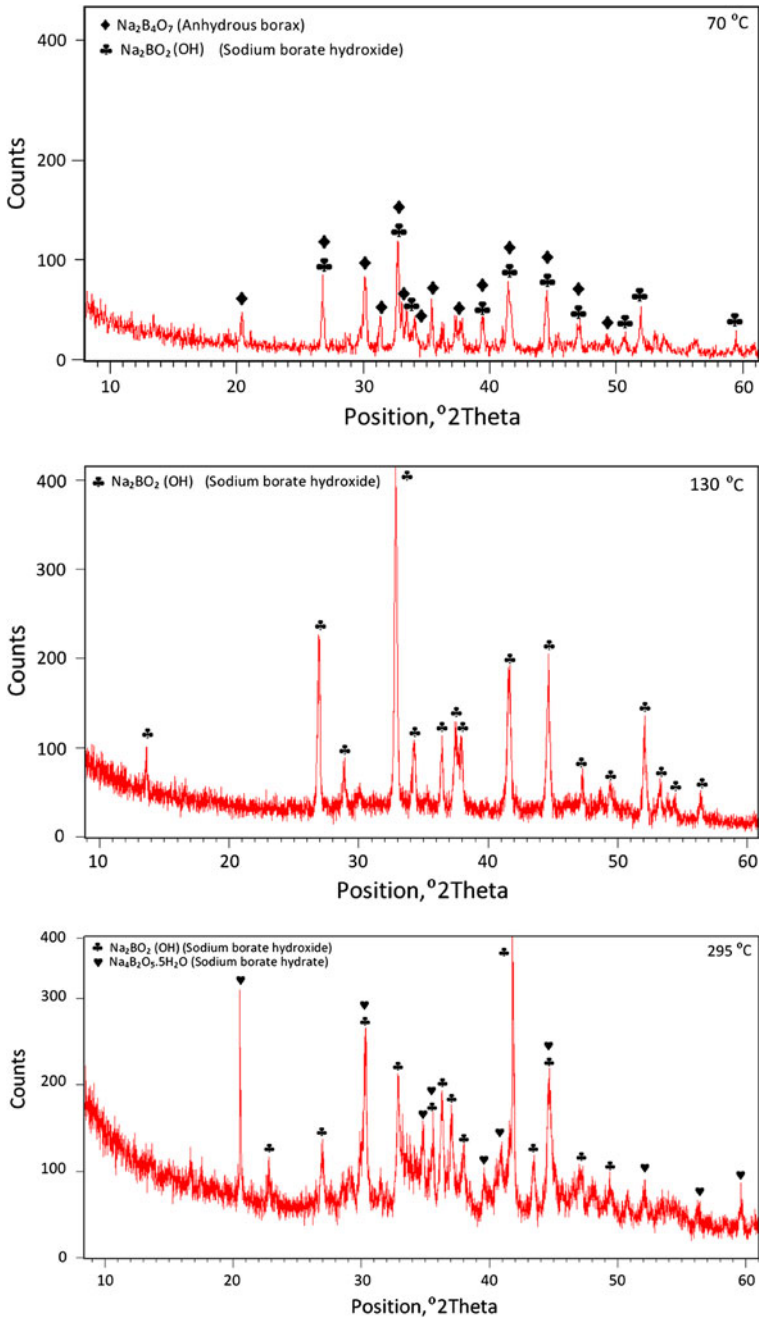 ♦ Na₂B₄O₇ (Anhydrous borax)
♣ Na₂BO₂ (OH) (Sodium borate hydroxide)
70 °C
400
200
100
0
Counts
10 20 30 40 50 60
Position,°2Theta
♣ Na₂BO₂ (OH) (Sodium borate hydroxide)
130 °C
400
300
200
100
0
Counts
10 20 30 40 50 60
Position,°2Theta
♣ Na₂BO₂ (OH) (Sodium borate hydroxide)
♥ Na₄B₂O₅.5H₂O (Sodium borate hydrate)
295 °C
400
300
200
100
0
Counts
10 20 30 40 50 60
Position,°2Theta